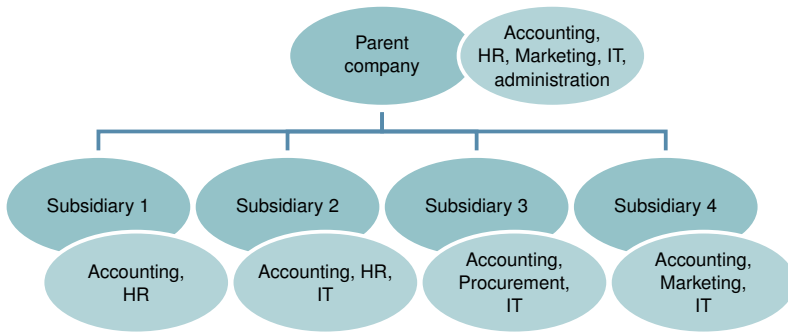 Parent
company
Accounting,
HR, Marketing, IT,
administration
Subsidiary 1
Accounting,
HR
Subsidiary 2
Accounting, HR,
IT
Subsidiary 3
Accounting,
Procurement,
IT
Subsidiary 4
Accounting,
Marketing,
IT